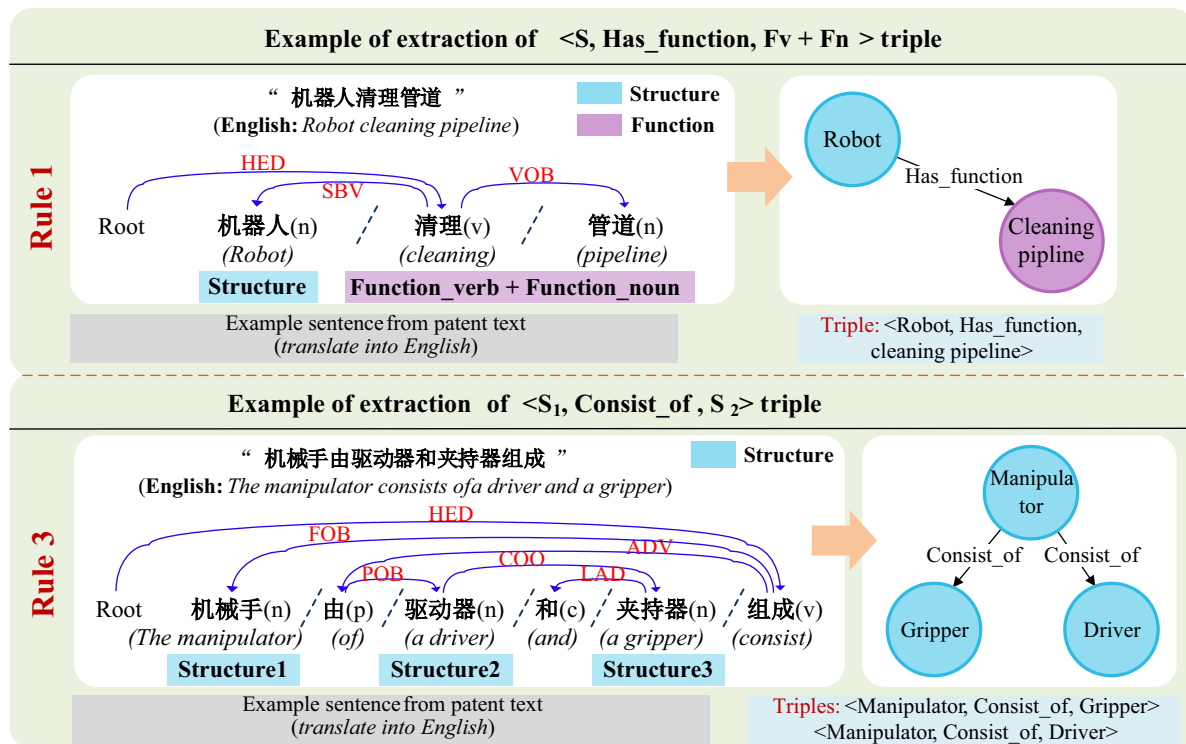 Example of extraction of <S, Has_function, Fv + Fn > triple
Rule 1
“ 机器人清理管道 ”
(English: Robot cleaning pipeline)
Structure
Function
HED
SBV
VOB
Root
机器人(n)
清理(v)
管道(n)
(Robot)
(cleaning)
(pipeline)
Structure
Function_verb + Function_noun
Example sentence from patent text
(translate into English)
Robot
Has_function
Cleaning
pipline
Triple: <Robot, Has_function,
cleaning pipeline>
Example of extraction of <S1, Consist_of , S 2> triple
Rule 3
“ 机械手由驱动器和夹持器组成 ”
(English: The manipulator consists ofa driver and a gripper)
Structure
HED
FOB
ADV
COO
POB
LAD
Root
机械手(n)
由(p)
驱动器(n)
和(c)
夹持器(n)
组成(v)
(The manipulator)
(of)
(a driver)
(and)
(a gripper)
(consist)
Structure1
Structure2
Structure3
Example sentence from patent text
(translate into English)
Manipula
tor
Consist_of
Consist_of
Gripper
Driver
Triples: <Manipulator, Consist_of, Gripper>
<Manipulator, Consist_of, Driver>